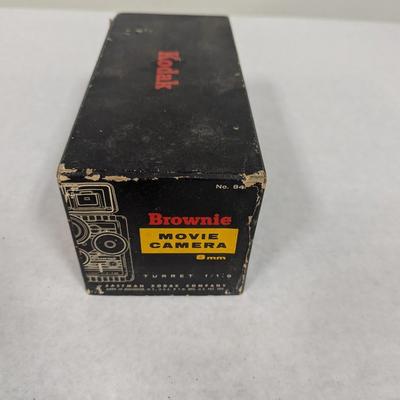 Kodak
No. 84
Brownie
MOVIE
CAMERA
8mm
TURRET f/1.9
EASTMAN KODAK COMPANY